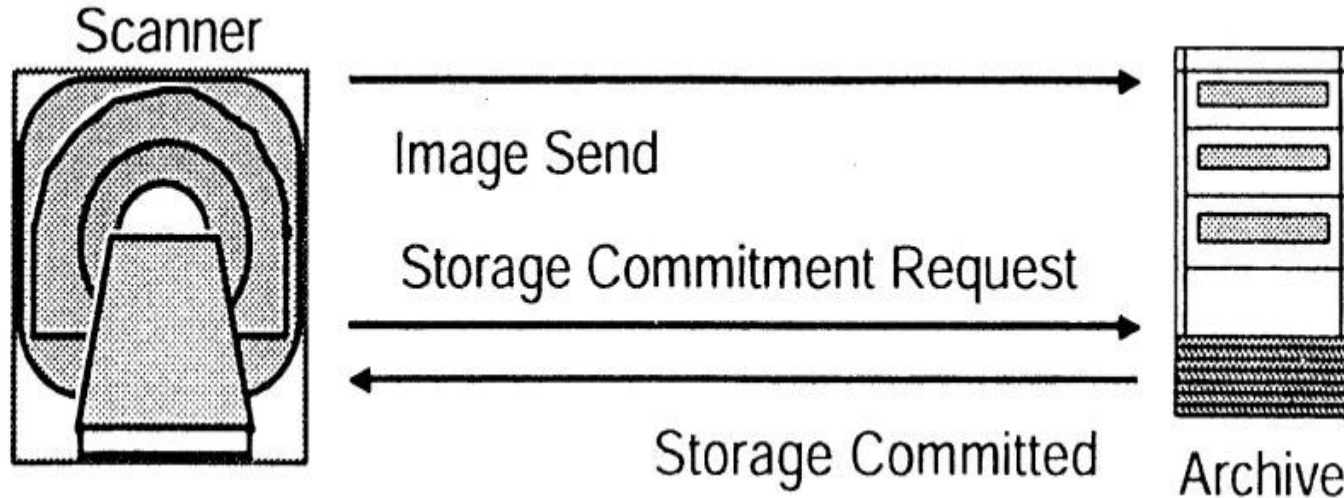 Scanner
Image Send
Storage Commitment Request
Storage Committed
Archive